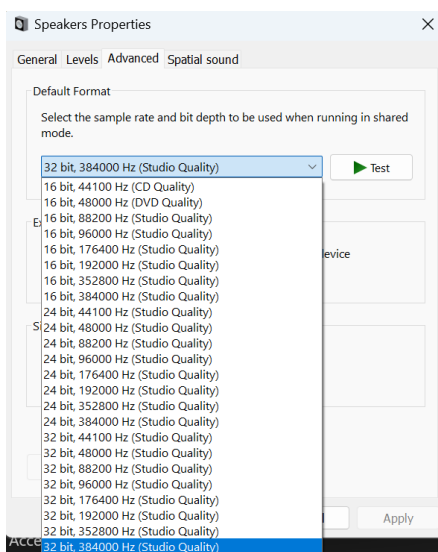 Speakers Properties
General Levels Advanced Spatial sound
Default Format
Select the sample rate and bit depth to be used when running in shared
mode.
32 bit, 384000 Hz (Studio Quality)
Test
16 bit, 44100 Hz (CD Quality)
16 bit, 48000 Hz (DVD Quality)
16 bit, 88200 Hz (Studio Quality)
16 bit, 96000 Hz (Studio Quality)
16 bit, 176400 Hz (Studio Quality)
evice
16 bit, 192000 Hz (Studio Quality)
16 bit, 352800 Hz (Studio Quality)
16 bit, 384000 Hz (Studio Quality)
24 bit, 44100 Hz (Studio Quality)
24 bit, 48000 Hz (Studio Quality)
24 bit, 88200 Hz (Studio Quality)
24 bit, 96000 Hz (Studio Quality)
24 bit, 176400 Hz (Studio Quality)
24 bit, 192000 Hz (Studio Quality)
24 bit, 352800 Hz (Studio Quality)
24 bit, 384000 Hz (Studio Quality)
32 bit, 44100 Hz (Studio Quality)
32 bit, 48000 Hz (Studio Quality)
32 bit, 88200 Hz (Studio Quality)
32 bit, 96000 Hz (Studio Quality)
32 bit, 176400 Hz (Studio Quality)
32 bit, 192000 Hz (Studio Quality)
Apply
32 bit, 352800 Hz (Studio Quality)
Acce
32 bit, 384000 Hz (Studio Quality)